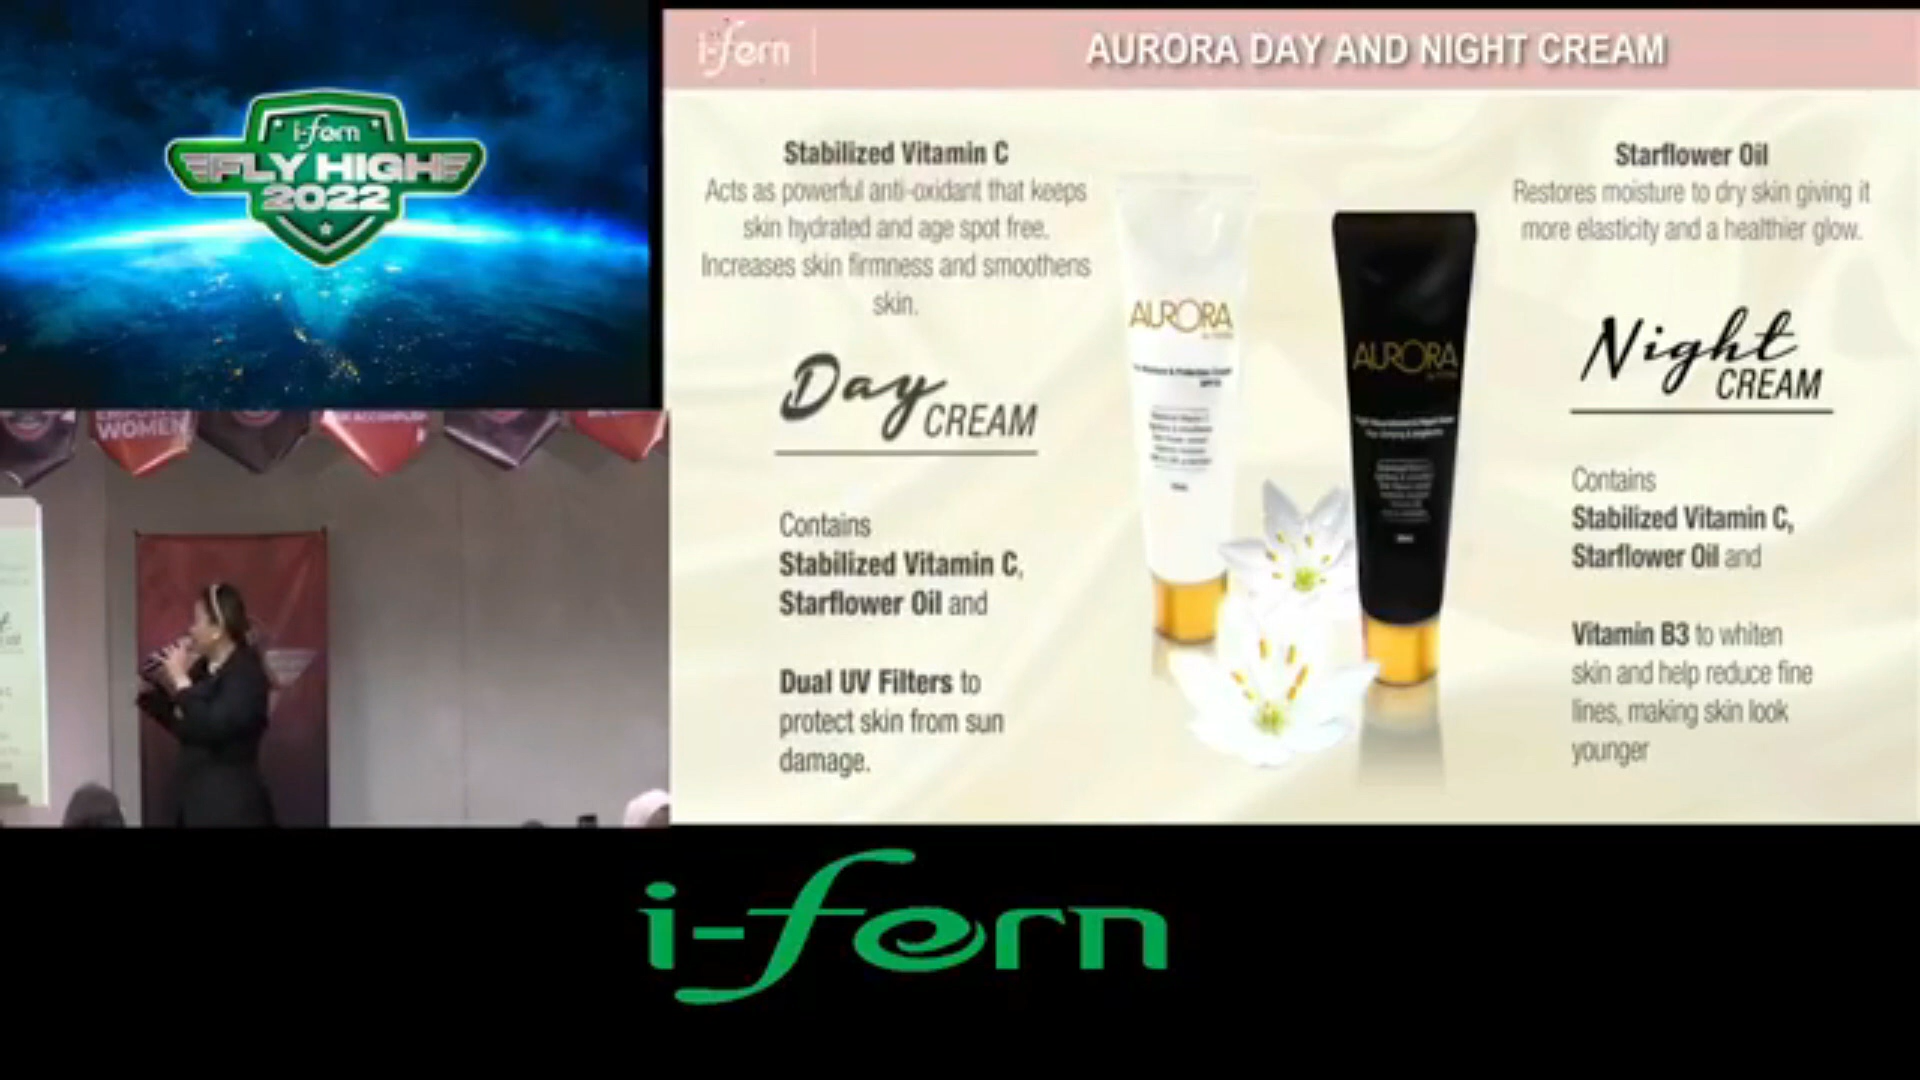 i-fern
FLY HIGH
2022
WOMEN
i-fern
AURORA DAY AND NIGHT CREAM
Stabilized Vitamin C
Acts as powerful anti-oxidant that keeps
skin hydrated and age spot free.
Increases skin firmness and smoothens
skin.
Day
CREAM
Contains
Stabilized Vitamin C,
Starflower Oil and
Dual UV Filters to
protect skin from sun
damage.
AURORA
AURORA
Starflower Oil
Restores moisture to dry skin giving it
more elasticity and a healthier glow.
Night
CREAM
Contains
Stabilized Vitamin C,
Starflower Oil and
Vitamin B3 to whiten
skin and help reduce fine
lines, making skin look
younger
i-fern